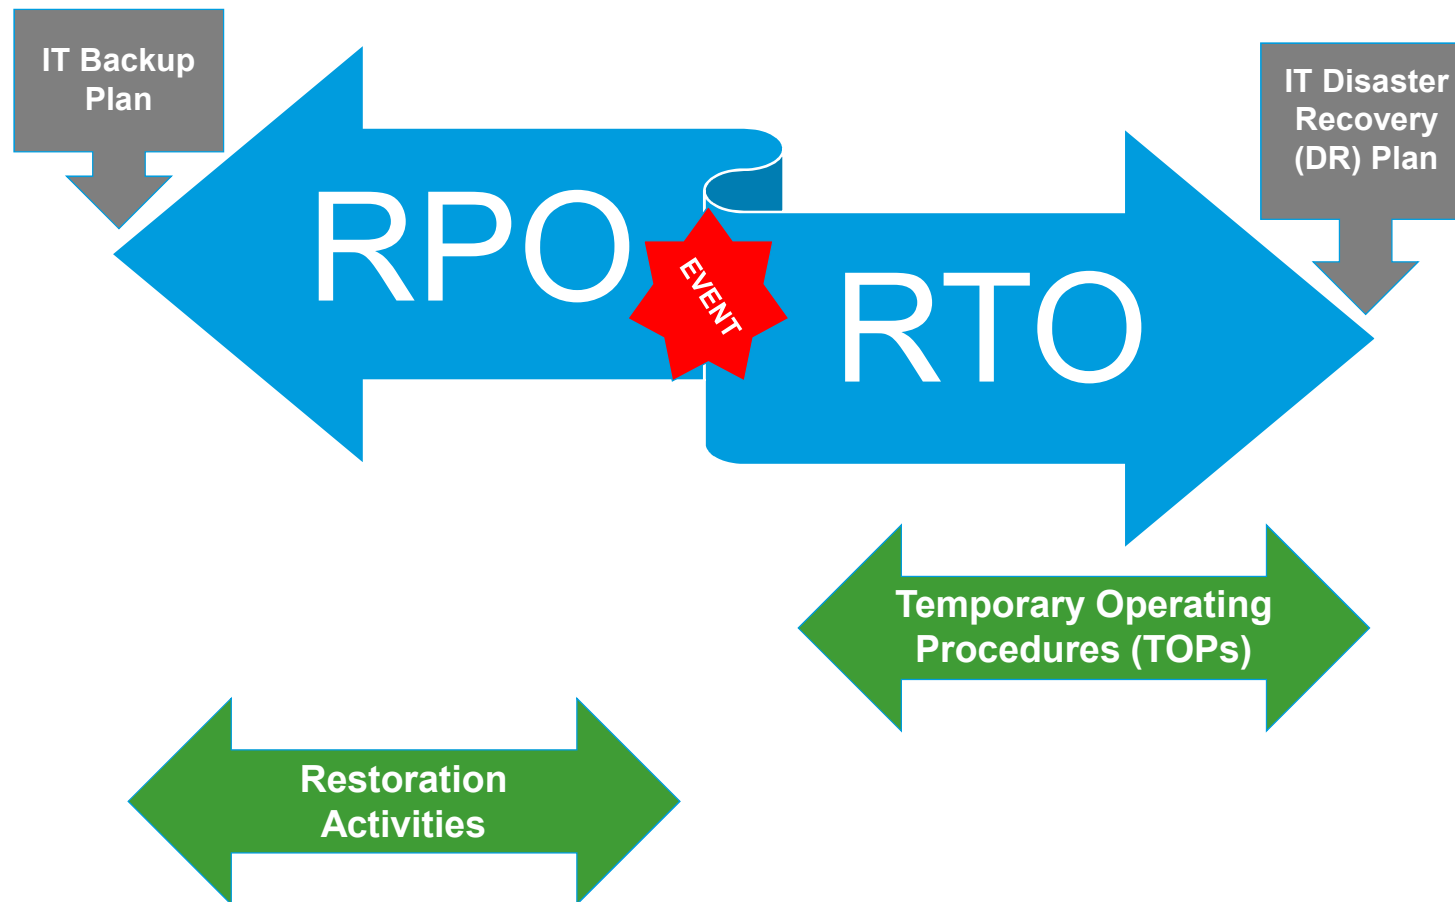 IT Backup
Plan
IT Disaster
Recovery
(DR) Plan
RPO
EVENT
RTO
Temporary Operating
Procedures (TOPs)
Restoration
Activities